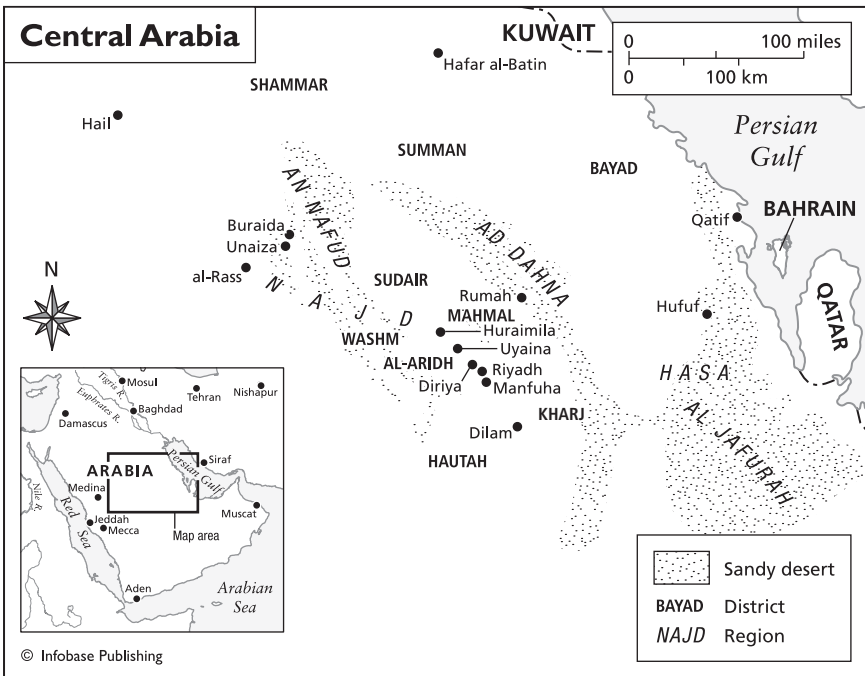 Central Arabia
KUWAIT
0 100 miles
0 100 km
Hafar al-Batin
SHAMMAR
Hail
SUMMAN
BAYAD
Persian
Gulf
AN NAFUD
AD DAHNA
Qatif
BAHRAIN
QATAR
Buraida
Unaiza
al-Rass
N
NAJD
SUDAIR
Rumah
MAHMAL
Huraimila
Hufuf
WASHM
Uyaina
AL-ARIDH
Riyadh
Diriya
Manfuha
HASA
KHARJ
Dilam
HAUTAH
AL JAFURAH
Tigris R.
Mosul
Tehran
Nishapur
Euphrates R.
Baghdad
Damascus
Siraf
ARABIA
Persian Gulf
Medina
Nile R.
Red
Sea
Jeddah
Mecca
Map area
Muscat
Aden
Arabian
Sea
Sandy desert
BAYAD District
NAJD Region
© Infobase Publishing